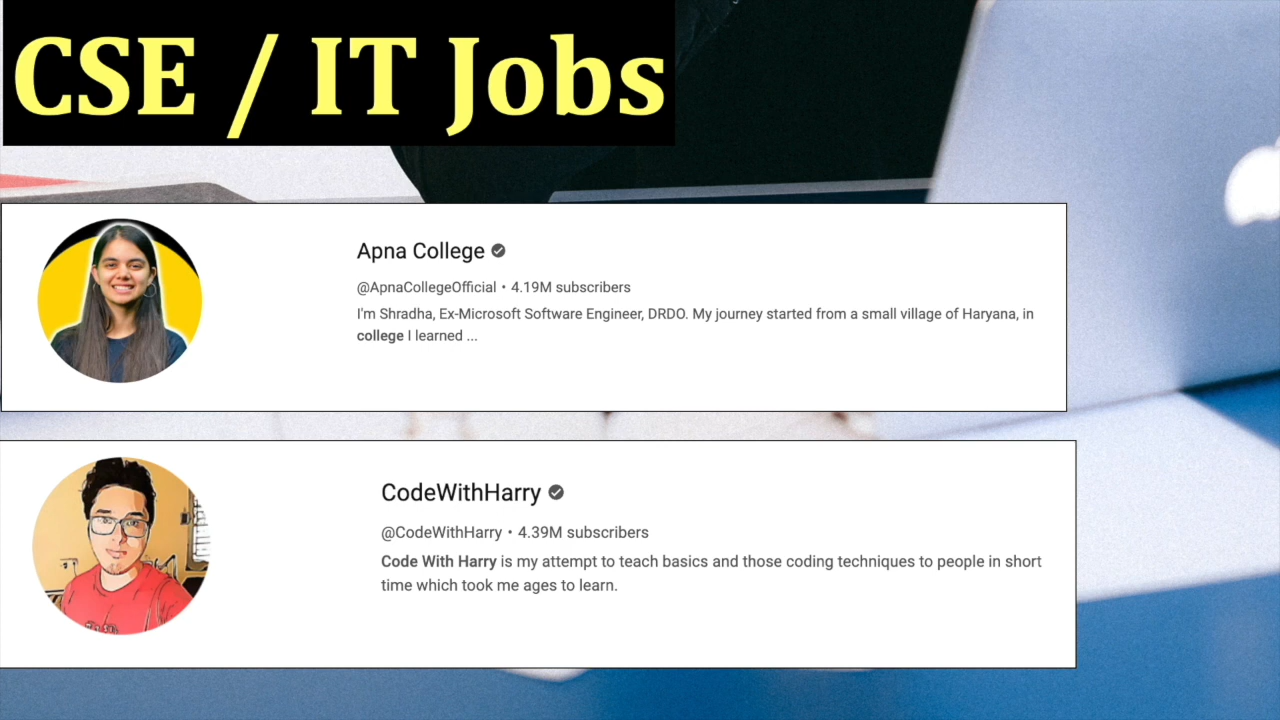 CSE / IT Jobs
Apna College
@ApnaCollegeOfficial • 4.19M subscribers
I'm Shradha, Ex-Microsoft Software Engineer, DRDO. My journey started from a small village of Haryana, in
college I learned ...
CodeWithHarry
@CodeWithHarry • 4.39M subscribers
Code With Harry is my attempt to teach basics and those coding techniques to people in short
time which took me ages to learn.